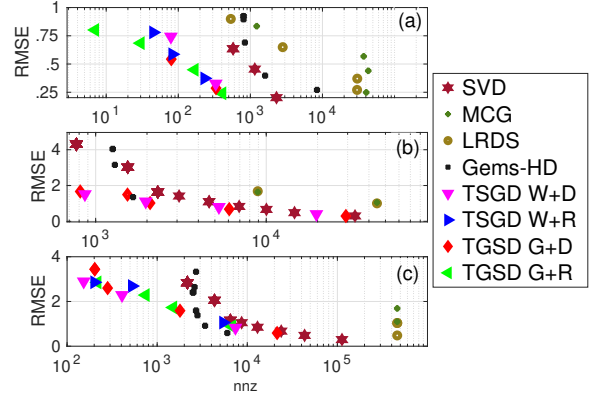 1
.75
.5
.25
RMSE
(a)
10^1 10^2 10^3 10^4
4
2
0
RMSE
(b)
10^3 10^4
4
2
0
RMSE
(c)
10^2 10^3 10^4 10^5
nnz
SVD
MCG
LRDS
Gems-HD
TSGD W+D
TSGD W+R
TGSD G+D
TGSD G+R